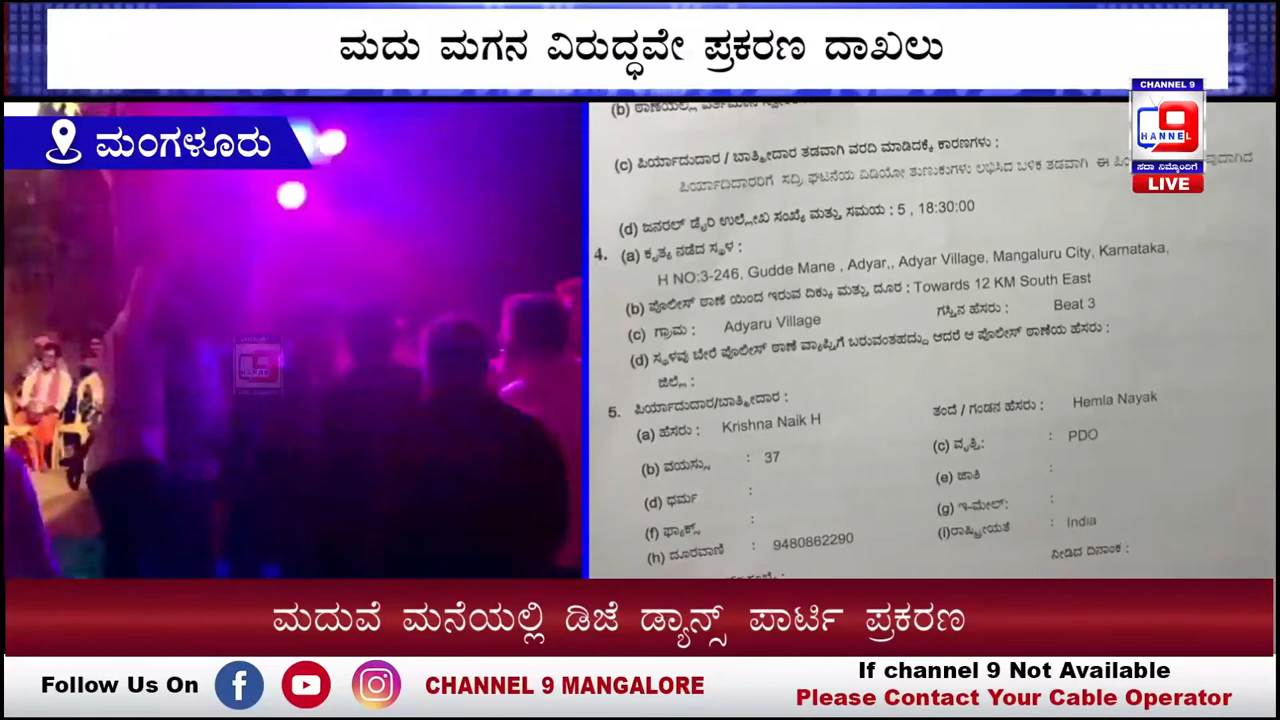 ಮದು ಮಗನ ವಿರುದ್ಧವೇ ಪ್ರಕರಣ ದಾಖಲು
ಮಂಗಳೂರು
CHANNEL 9
9
HANNEL
ಸದಾ ನಿಮ್ಮೊಂದಿಗೆ
LIVE
(b) ಠಾಣೆಯಲ್ಲಿ
(c) ಪಿರ್ಯಾದುದಾರ / ಬಾತ್ಮೀದಾರ ತಡವಾಗಿ ವರದಿ ಮಾಡಿದಕ್ಕೆ ಕಾರಣಗಳು :
ಪಿರ್ಯಾದಿದಾರರಿಗೆ ಸದ್ರಿ ಘಟನೆಯ ವಿಡಿಯೋ ತುಣುಕುಗಳು ಲಭಿಸಿದ ಬಳಿಕ ತಡವಾಗಿ ಈ
(d) ಜನರಲ್ ಡೈರಿ ಉಲ್ಲೇಖ ಸಂಖ್ಯೆ ಮತ್ತು ಸಮಯ : 5 , 18:30:00
4. (a) ಕೃತ್ಯ ನಡೆದ ಸ್ಥಳ :
H NO:3-246, Gudde Mane , Adyar,, Adyar Village, Mangaluru City, Karnataka,
(b) ಪೊಲೀಸ್ ಠಾಣೆ ಯಿಂದ ಇರುವ ದಿಕ್ಕು ಮತ್ತು ದೂರ : Towards 12 KM South East
(c) ಗ್ರಾಮ : Adyaru Village ಗಸ್ತಿನ ಹೆಸರು : Beat 3
(d) ಸ್ಥಳವು ಬೇರೆ ಪೊಲೀಸ್ ಠಾಣೆ ವ್ಯಾಪ್ತಿಗೆ ಬರುವಂತಹದ್ದು ಆದರೆ ಆ ಪೊಲೀಸ್ ಠಾಣೆಯ ಹೆಸರು :
ಜಿಲ್ಲೆ :
5. ಪಿರ್ಯಾದುದಾರ/ಬಾತ್ಮೀದಾರ :
(a) ಹೆಸರು : Krishna Naik H ತಂದೆ / ಗಂಡನ ಹೆಸರು : Hemla Nayak
(b) ವಯಸ್ಸು : 37 (c) ವೃತ್ತಿ : PDO
(d) ಧರ್ಮ : (e) ಜಾತಿ :
(f) ಫ್ಯಾಕ್ಸ್ : (g) ಇ-ಮೇಲ್ :
(h) ದೂರವಾಣಿ : 9480862290 (i)ರಾಷ್ಟ್ರೀಯತೆ : India
ನೀಡಿದ ದಿನಾಂಕ :
ಮದುವೆ ಮನೆಯಲ್ಲಿ ಡಿಜೆ ಡ್ಯಾನ್ಸ್ ಪಾರ್ಟಿ ಪ್ರಕರಣ
Follow Us On CHANNEL 9 MANGALORE
If channel 9 Not Available
Please Contact Your Cable Operator